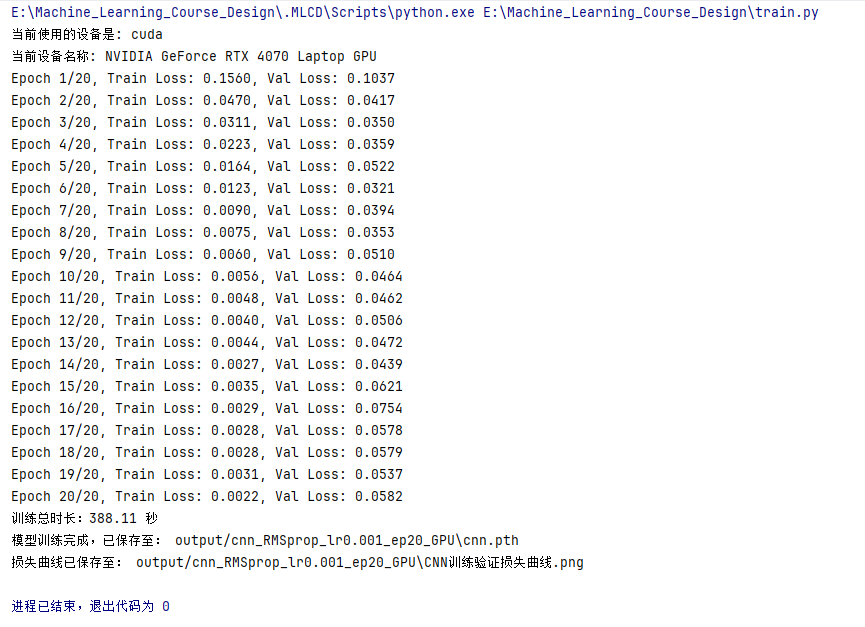 E:\Machine_Learning_Course_Design\.MLCD\Scripts\python.exe E:\Machine_Learning_Course_Design\train.py
当前使用的设备是: cuda
当前设备名称: NVIDIA GeForce RTX 4070 Laptop GPU
Epoch 1/20, Train Loss: 0.1560, Val Loss: 0.1037
Epoch 2/20, Train Loss: 0.0470, Val Loss: 0.0417
Epoch 3/20, Train Loss: 0.0311, Val Loss: 0.0350
Epoch 4/20, Train Loss: 0.0223, Val Loss: 0.0359
Epoch 5/20, Train Loss: 0.0164, Val Loss: 0.0522
Epoch 6/20, Train Loss: 0.0123, Val Loss: 0.0321
Epoch 7/20, Train Loss: 0.0090, Val Loss: 0.0394
Epoch 8/20, Train Loss: 0.0075, Val Loss: 0.0353
Epoch 9/20, Train Loss: 0.0060, Val Loss: 0.0510
Epoch 10/20, Train Loss: 0.0056, Val Loss: 0.0464
Epoch 11/20, Train Loss: 0.0048, Val Loss: 0.0462
Epoch 12/20, Train Loss: 0.0040, Val Loss: 0.0506
Epoch 13/20, Train Loss: 0.0044, Val Loss: 0.0472
Epoch 14/20, Train Loss: 0.0027, Val Loss: 0.0439
Epoch 15/20, Train Loss: 0.0035, Val Loss: 0.0621
Epoch 16/20, Train Loss: 0.0029, Val Loss: 0.0754
Epoch 17/20, Train Loss: 0.0028, Val Loss: 0.0578
Epoch 18/20, Train Loss: 0.0028, Val Loss: 0.0579
Epoch 19/20, Train Loss: 0.0031, Val Loss: 0.0537
Epoch 20/20, Train Loss: 0.0022, Val Loss: 0.0582
训练总时长：388.11 秒
模型训练完成，已保存至： output/cnn_RMSprop_lr0.001_ep20_GPU\cnn.pth
损失曲线已保存至： output/cnn_RMSprop_lr0.001_ep20_GPU\CNN训练验证损失曲线.png
进程已结束，退出代码为 0